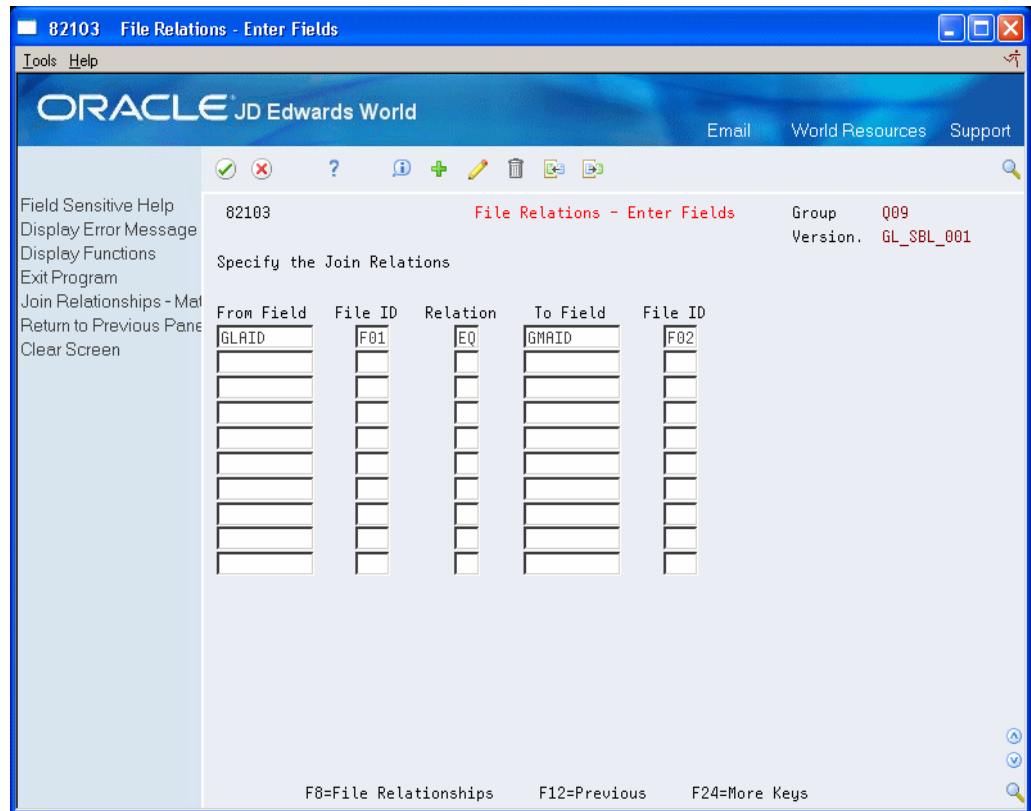 82103 File Relations - Enter Fields
Tools Help
ORACLE JD Edwards World
Email World Resources Support
Field Sensitive Help
Display Error Message
Display Functions
Exit Program
Join Relationships - Mat
Return to Previous Pane
Clear Screen
82103 File Relations - Enter Fields Group Q09
Version. GL_SBL_001
Specify the Join Relations
From Field File ID Relation To Field File ID
GLAID F01 EQ GMAID F02
F8=File Relationships F12=Previous F24=More Keys